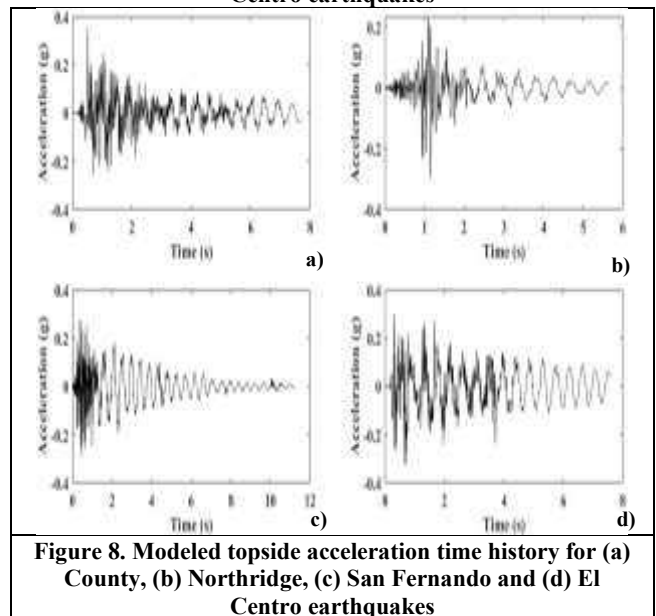 Centro earthquakes
0.4
0.2
0
-0.2
-0.4
Acceleration (g)
0 2 4 6 8
Time (s)
a)
0.2
0
-0.2
-0.4
Acceleration (g)
0 1 2 3 4 5 6
Time (s)
b)
0.4
0.2
0
-0.2
-0.4
Acceleration (g)
0 2 4 6 8 10 12
Time (s)
c)
0.4
0.2
0
-0.2
-0.4
Acceleration (g)
0 2 4 6 8
Time (s)
d)
Figure 8. Modeled topside acceleration time history for (a)
County, (b) Northridge, (c) San Fernando and (d) El
Centro earthquakes